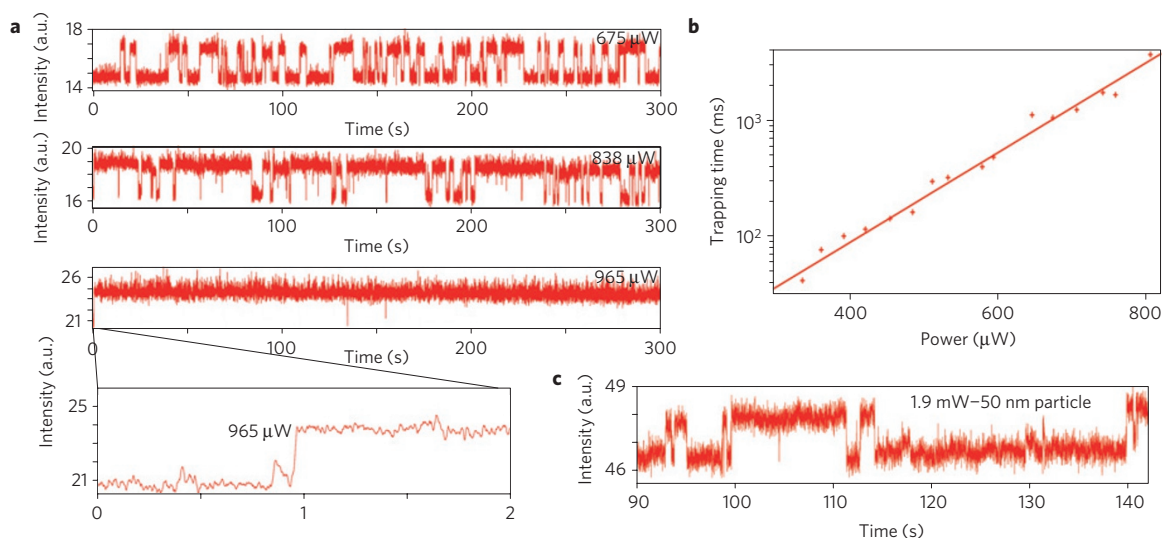 a
Intensity (a.u.)
18
14
675 μW
0
100
200
300
Time (s)
Intensity (a.u.)
20
16
838 μW
0
100
200
300
Time (s)
Intensity (a.u.)
26
21
965 μW
0
100
200
300
Time (s)
25
21
965 μW
0
1
2
b
Trapping time (ms)
10³
10²
400
600
800
Power (μW)
c
Intensity (a.u.)
49
46
1.9 mW–50 nm particle
90
100
110
120
130
140
Time (s)